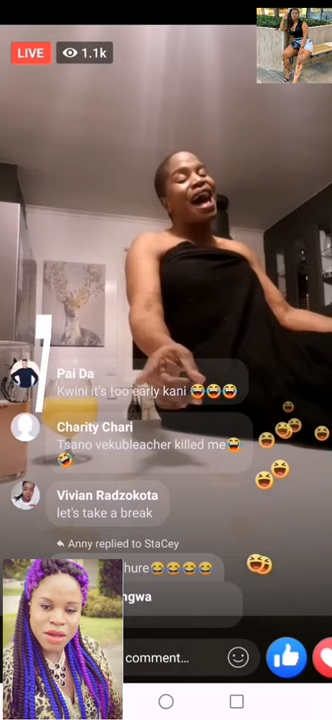 LIVE 1.1k
Pai Da
Kwini it's too early kani 😂😂😂
Charity Chari
Tsano vekubleacher killed me😂
🤣
Vivian Radzokota
let's take a break
Anny replied to StaCey
hure😂😂😂😂
ngwa
comment...